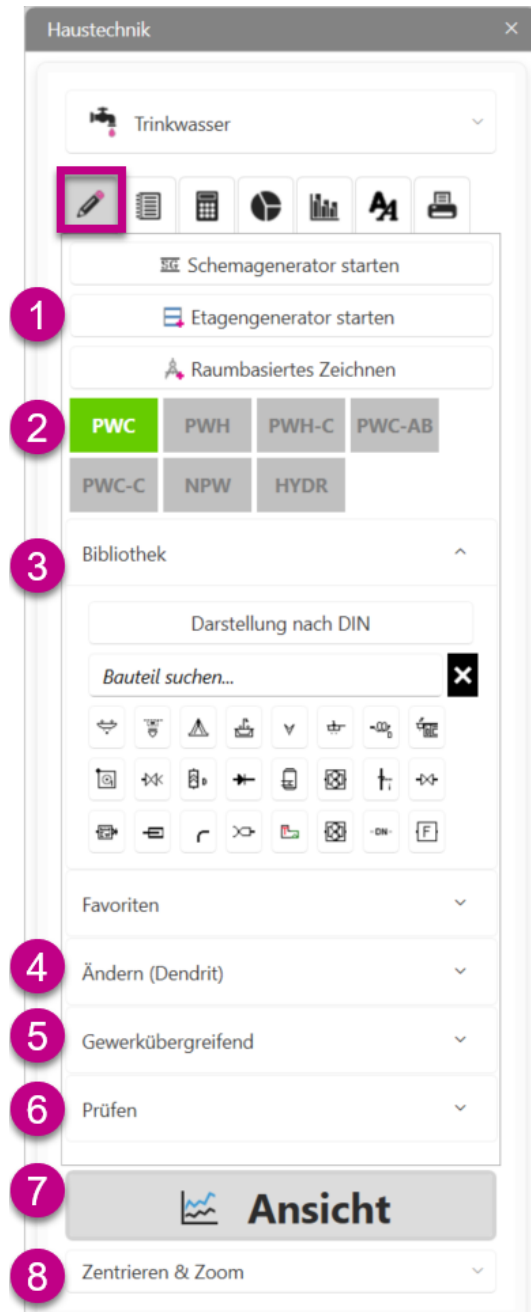 Haustechnik
Trinkwasser
SG Schemagenerator starten
1 Etagengenerator starten
Raumbasiertes Zeichnen
2 PWC PWH PWH-C PWC-AB
PWC-C NPW HYDR
3 Bibliothek
Darstellung nach DIN
Bauteil suchen...
-DN- F
Favoriten
4 Ändern (Dendrit)
5 Gewerkübergreifend
6 Prüfen
7 Ansicht
8 Zentrieren & Zoom